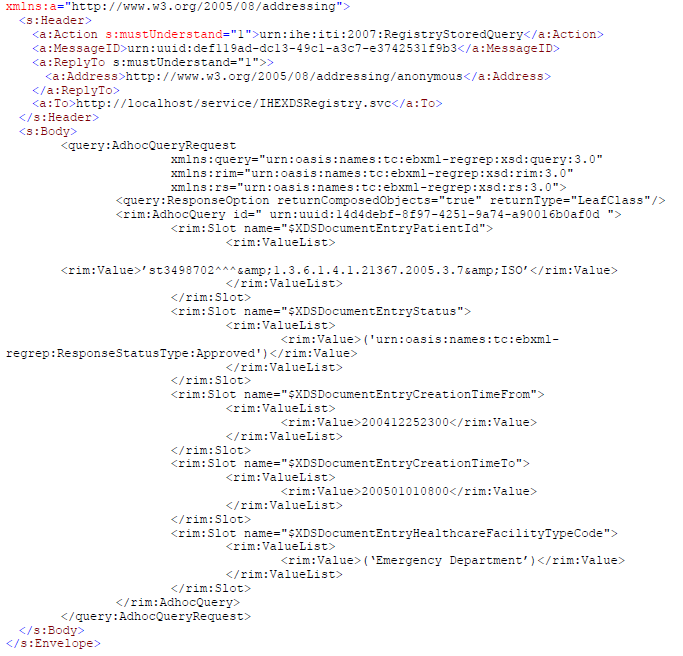 xmlns:a="http://www.w3.org/2005/08/addressing">
<s:Header>
<a:Action s:mustUnderstand="1">urn:ihe:iti:2007:RegistryStoredQuery</a:Action>
<a:MessageID>urn:uuid:def119ad-dc13-49c1-a3c7-e3742531f9b3</a:MessageID>
<a:ReplyTo s:mustUnderstand="1">>
<a:Address>http://www.w3.org/2005/08/addressing/anonymous</a:Address>
</a:ReplyTo>
<a:To>http://localhost/service/IHEXDSRegistry.svc</a:To>
</s:Header>
<s:Body>
<query:AdhocQueryRequest
xmlns:query="urn:oasis:names:tc:ebxml-regrep:xsd:query:3.0"
xmlns:rim="urn:oasis:names:tc:ebxml-regrep:xsd:rim:3.0"
xmlns:rs="urn:oasis:names:tc:ebxml-regrep:xsd:rs:3.0">
<query:ResponseOption returnComposedObjects="true" returnType="LeafClass"/>
<rim:AdhocQuery id=" urn:uuid:14d4debf-8f97-4251-9a74-a90016b0af0d ">
<rim:Slot name="$XDSDocumentEntryPatientId">
<rim:ValueList>
<rim:Value>’st3498702^^^&amp;1.3.6.1.4.1.21367.2005.3.7&amp;ISO’</rim:Value>
</rim:ValueList>
</rim:Slot>
<rim:Slot name="$XDSDocumentEntryStatus">
<rim:ValueList>
<rim:Value>('urn:oasis:names:tc:ebxml-
regrep:ResponseStatusType:Approved')</rim:Value>
</rim:ValueList>
</rim:Slot>
<rim:Slot name="$XDSDocumentEntryCreationTimeFrom">
<rim:ValueList>
<rim:Value>200412252300</rim:Value>
</rim:ValueList>
</rim:Slot>
<rim:Slot name="$XDSDocumentEntryCreationTimeTo">
<rim:ValueList>
<rim:Value>200501010800</rim:Value>
</rim:ValueList>
</rim:Slot>
<rim:Slot name="$XDSDocumentEntryHealthcareFacilityTypeCode">
<rim:ValueList>
<rim:Value>(‘Emergency Department’)</rim:Value>
</rim:ValueList>
</rim:Slot>
</rim:AdhocQuery>
</query:AdhocQueryRequest>
</s:Body>
</s:Envelope>